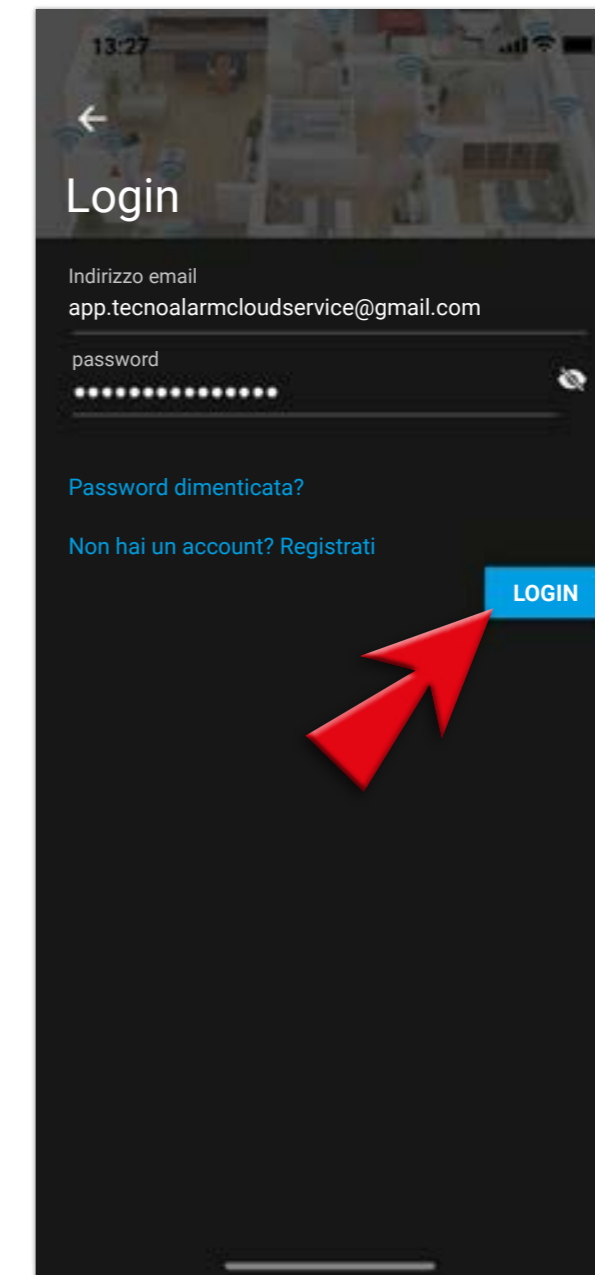 13:27
Login
Indirizzo email
app.tecnoalarmcloudservice@gmail.com
password
•••••••••••••••
Password dimenticata?
Non hai un account? Registrati
LOGIN